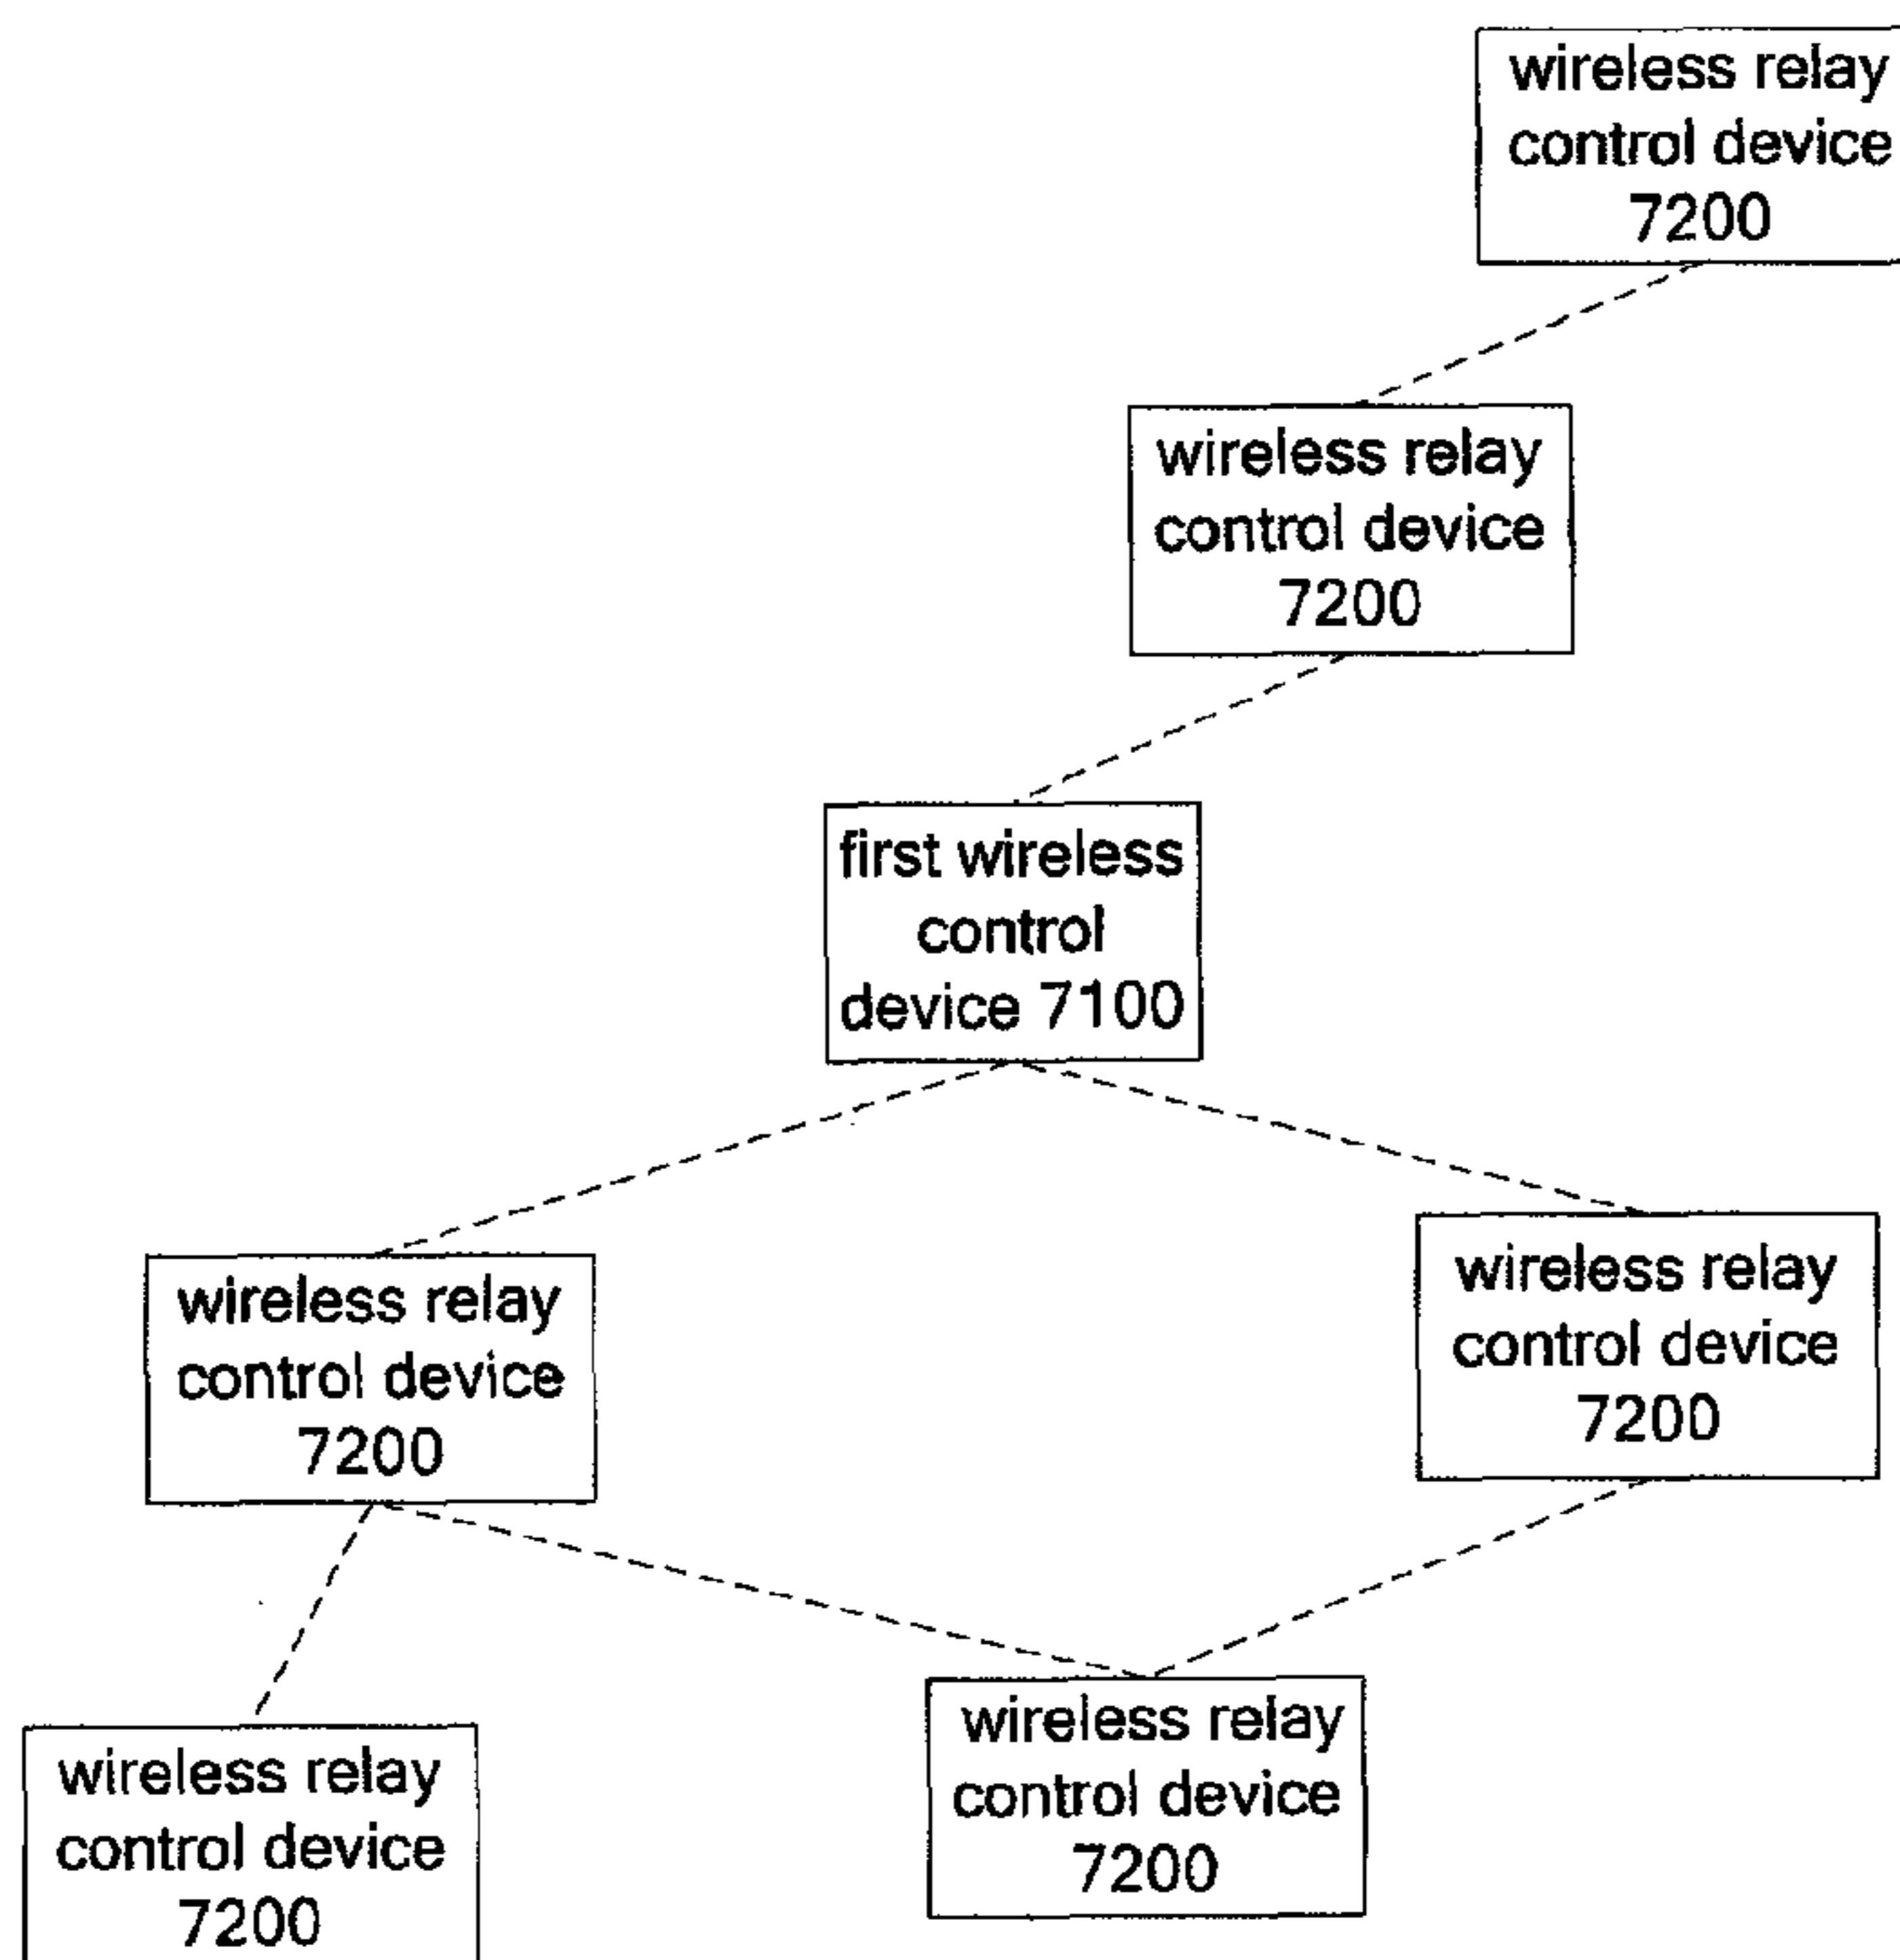 wireless relay
control device
7200
wireless relay
control device
7200
first wireless
control
device 7100
wireless relay
control device
7200
wireless relay
control device
7200
wireless relay
control device
7200
wireless relay
control device
7200